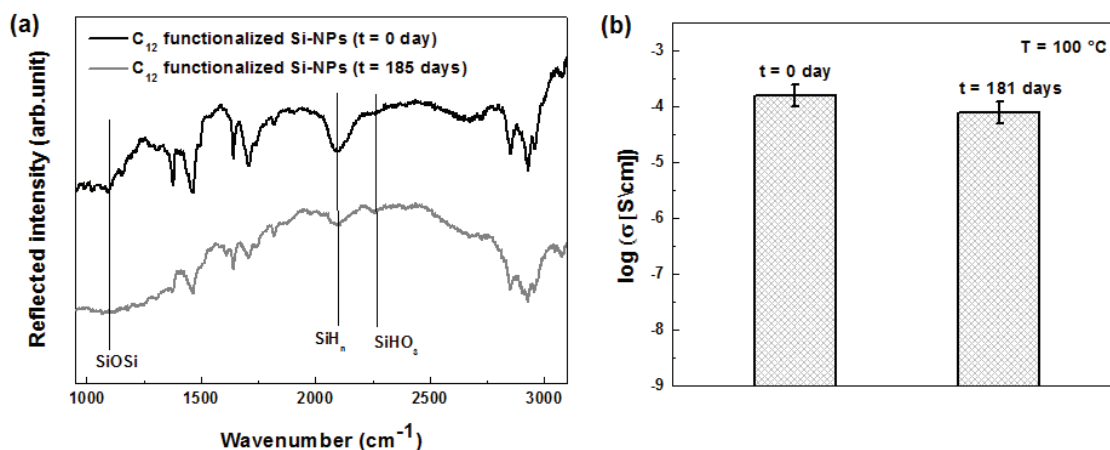 (a)
C12 functionalized Si-NPs (t = 0 day)
C12 functionalized Si-NPs (t = 185 days)
Reflected intensity (arb.unit)
SiOSi
SiHn
SiHO3
1000
1500
2000
2500
3000
Wavenumber (cm-1)
(b)
T = 100 °C
t = 0 day
t = 181 days
log (σ [S\cm])
-3
-4
-5
-6
-7
-8
-9